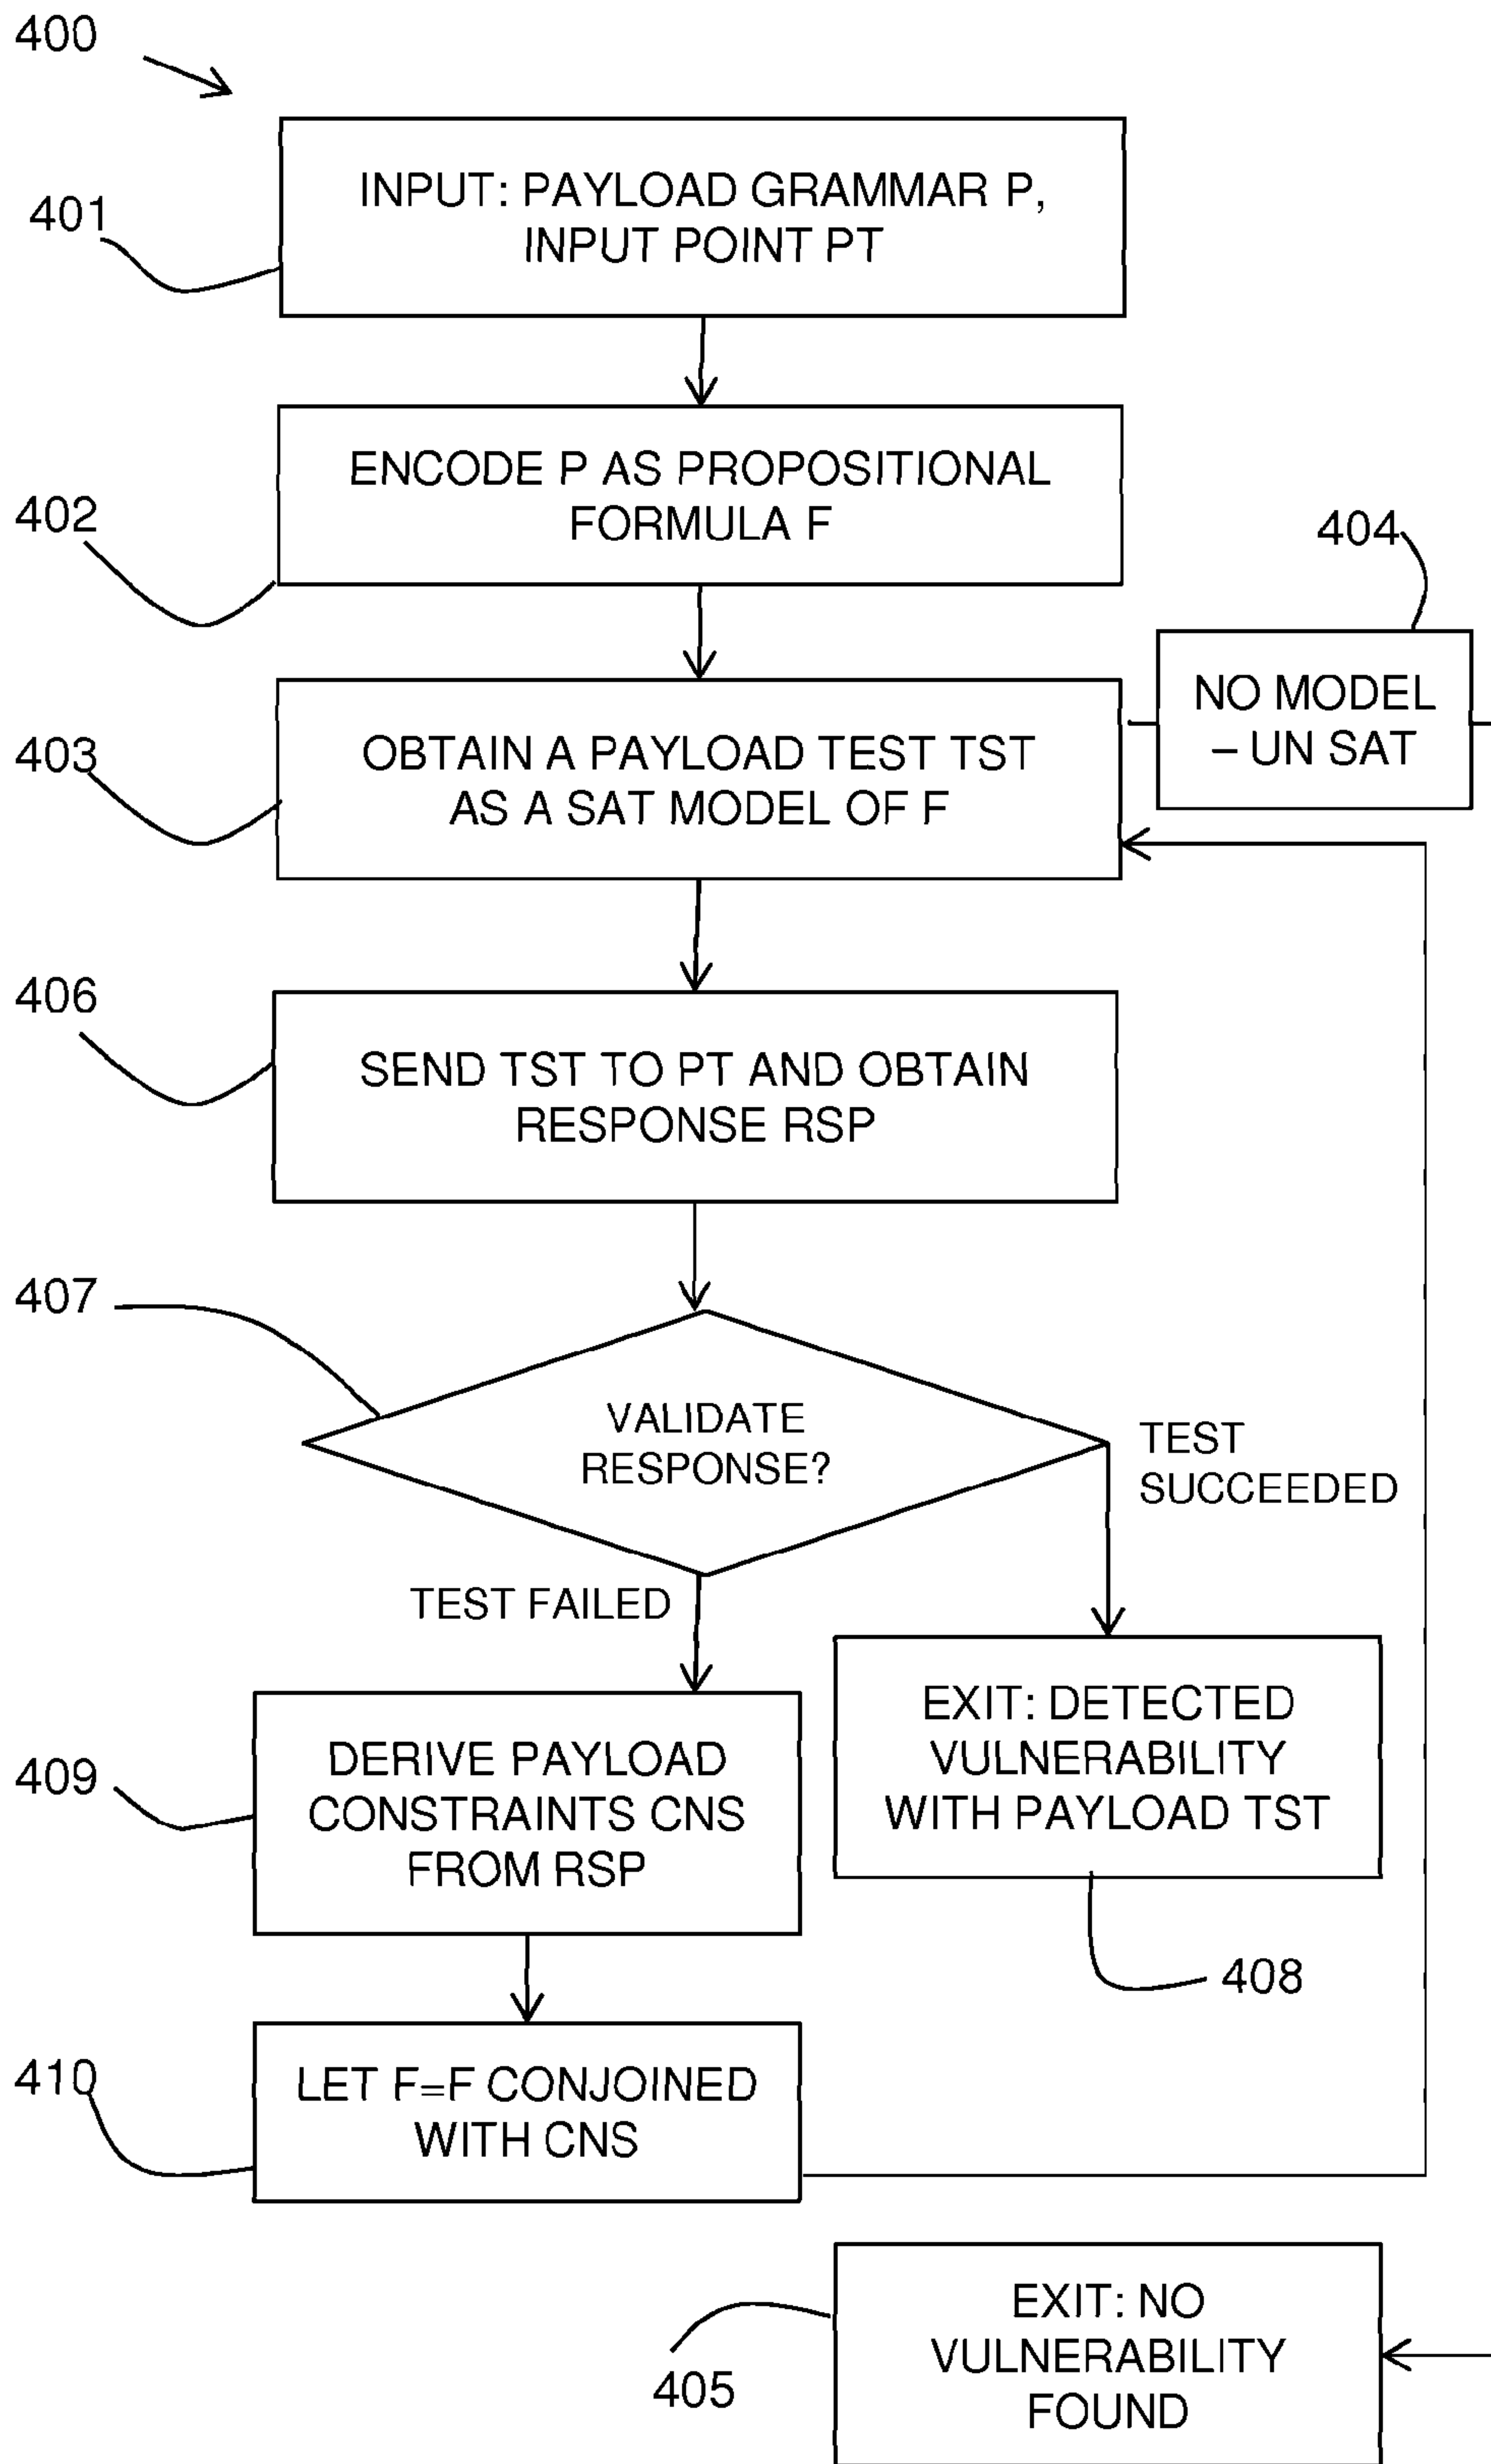 400
401
INPUT: PAYLOAD GRAMMAR P,
INPUT POINT PT
402
ENCODE P AS PROPOSITIONAL
FORMULA F
404
NO MODEL
– UN SAT
403
OBTAIN A PAYLOAD TEST TST
AS A SAT MODEL OF F
406
SEND TST TO PT AND OBTAIN
RESPONSE RSP
407
VALIDATE
RESPONSE?
TEST
SUCCEEDED
TEST FAILED
409
DERIVE PAYLOAD
CONSTRAINTS CNS
FROM RSP
EXIT: DETECTED
VULNERABILITY
WITH PAYLOAD TST
408
410
LET F=F CONJOINED
WITH CNS
405
EXIT: NO
VULNERABILITY
FOUND